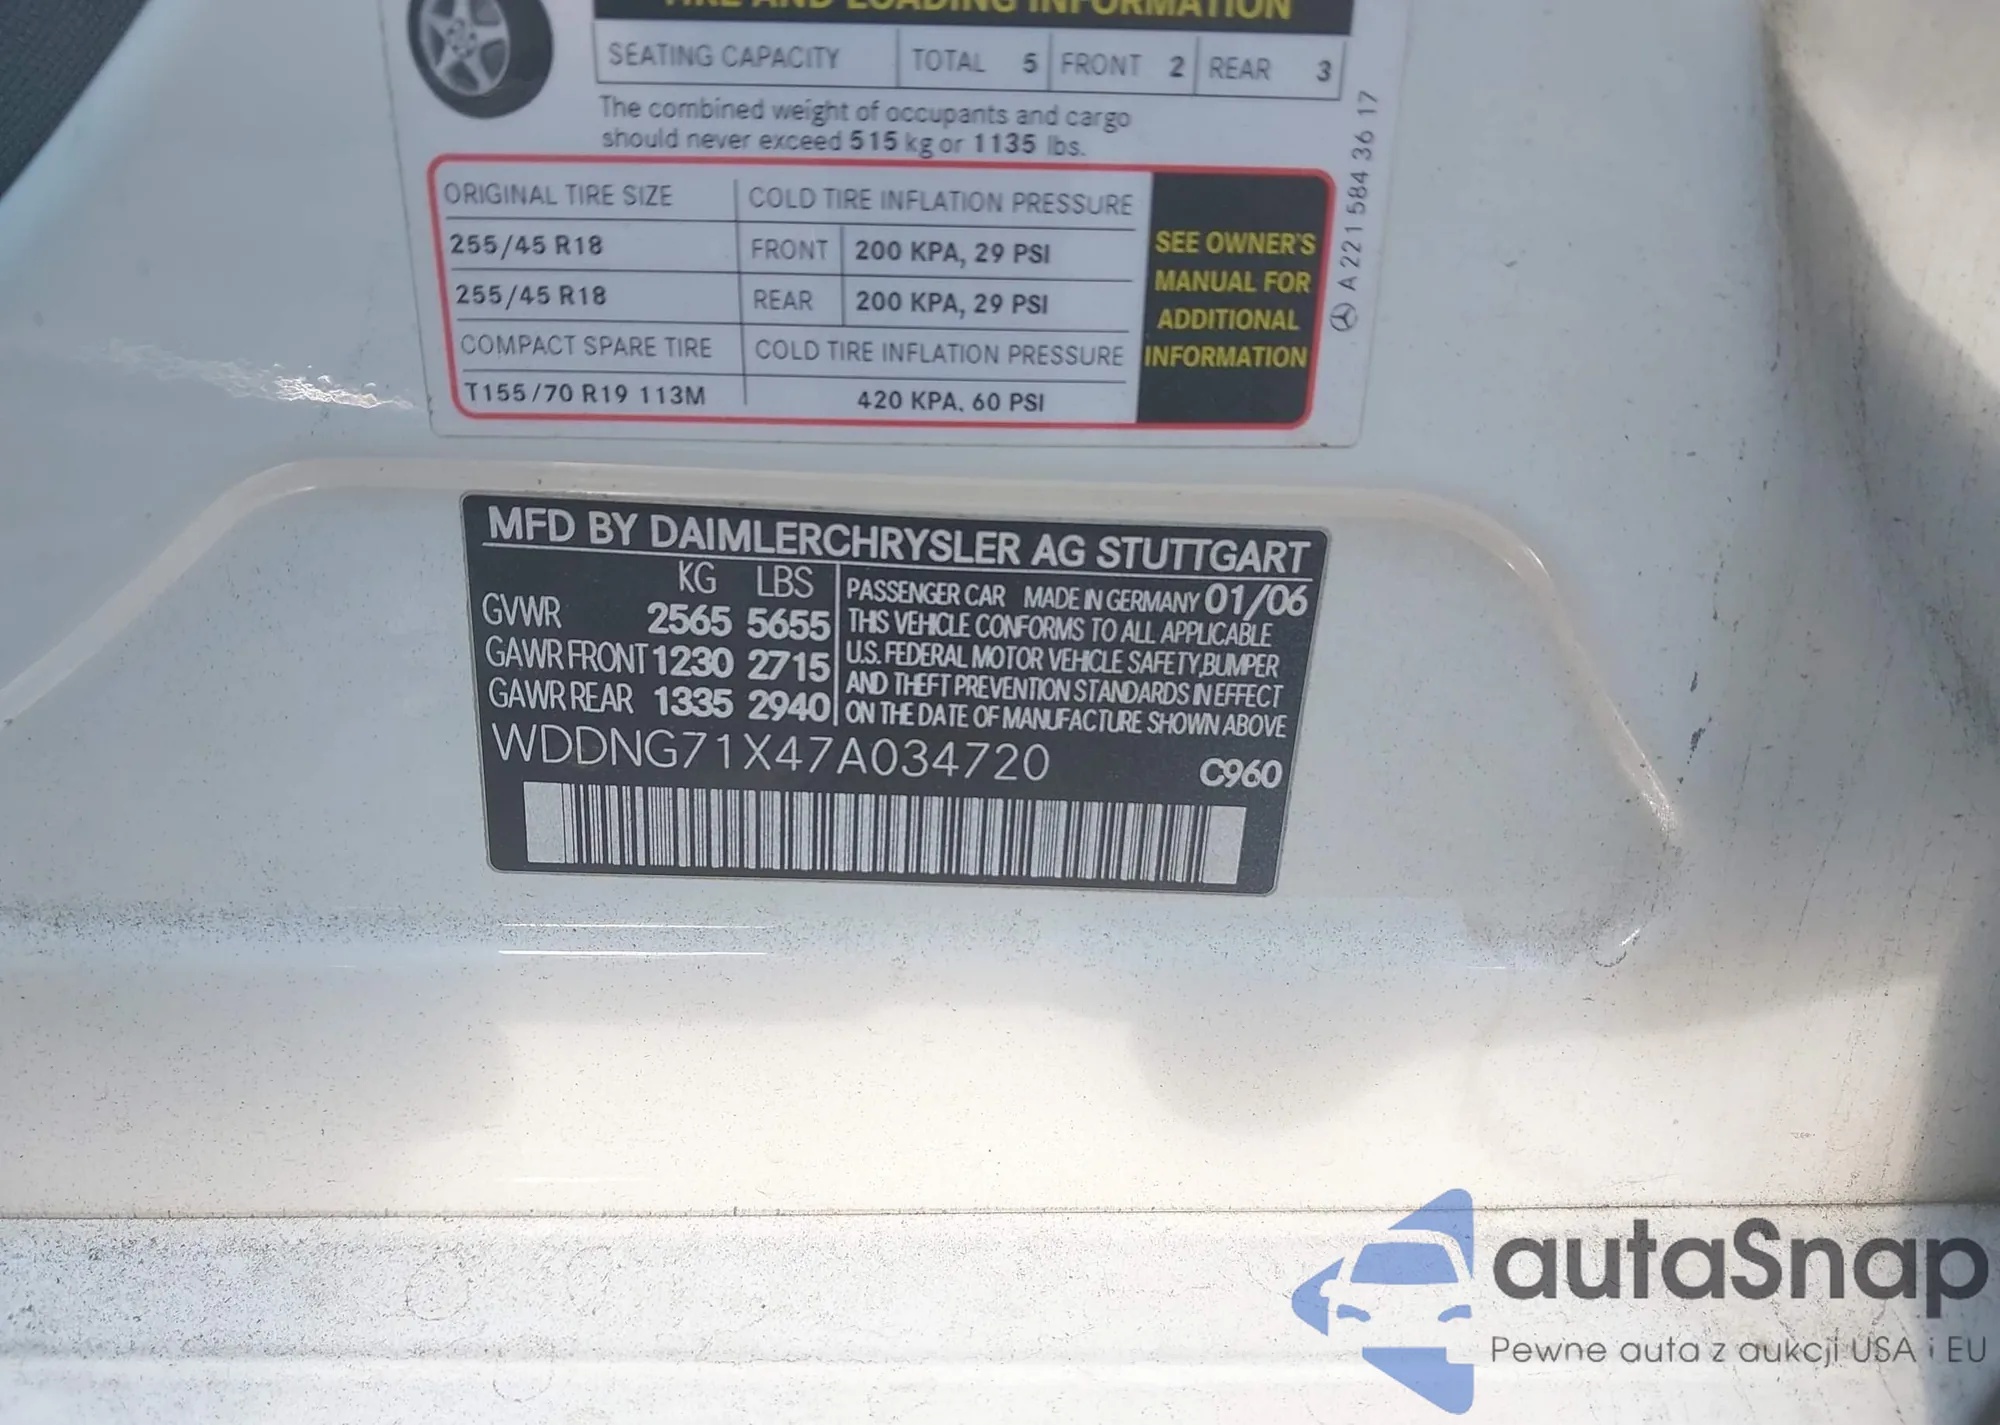 TIRE AND LOADING INFORMATION
SEATING CAPACITY TOTAL 5 FRONT 2 REAR 3
The combined weight of occupants and cargo
should never exceed 515 kg or 1135 lbs.
ORIGINAL TIRE SIZE COLD TIRE INFLATION PRESSURE
255/45 R18 FRONT 200 KPA, 29 PSI
255/45 R18 REAR 200 KPA, 29 PSI
COMPACT SPARE TIRE COLD TIRE INFLATION PRESSURE
T155/70 R19 113M 420 KPA. 60 PSI
SEE OWNER'S
MANUAL FOR
ADDITIONAL
INFORMATION
A 221 584 36 17
MFD BY DAIMLERCHRYSLER AG STUTTGART
KG LBS
GVWR 2565 5655
GAWR FRONT 1230 2715
GAWR REAR 1335 2940
PASSENGER CAR MADE IN GERMANY 01/06
THIS VEHICLE CONFORMS TO ALL APPLICABLE
U.S. FEDERAL MOTOR VEHICLE SAFETY,BUMPER
AND THEFT PREVENTION STANDARDS IN EFFECT
ON THE DATE OF MANUFACTURE SHOWN ABOVE
WDDNG71X47A034720
C960
autaSnap
Pewne auta z aukcji USA i EU